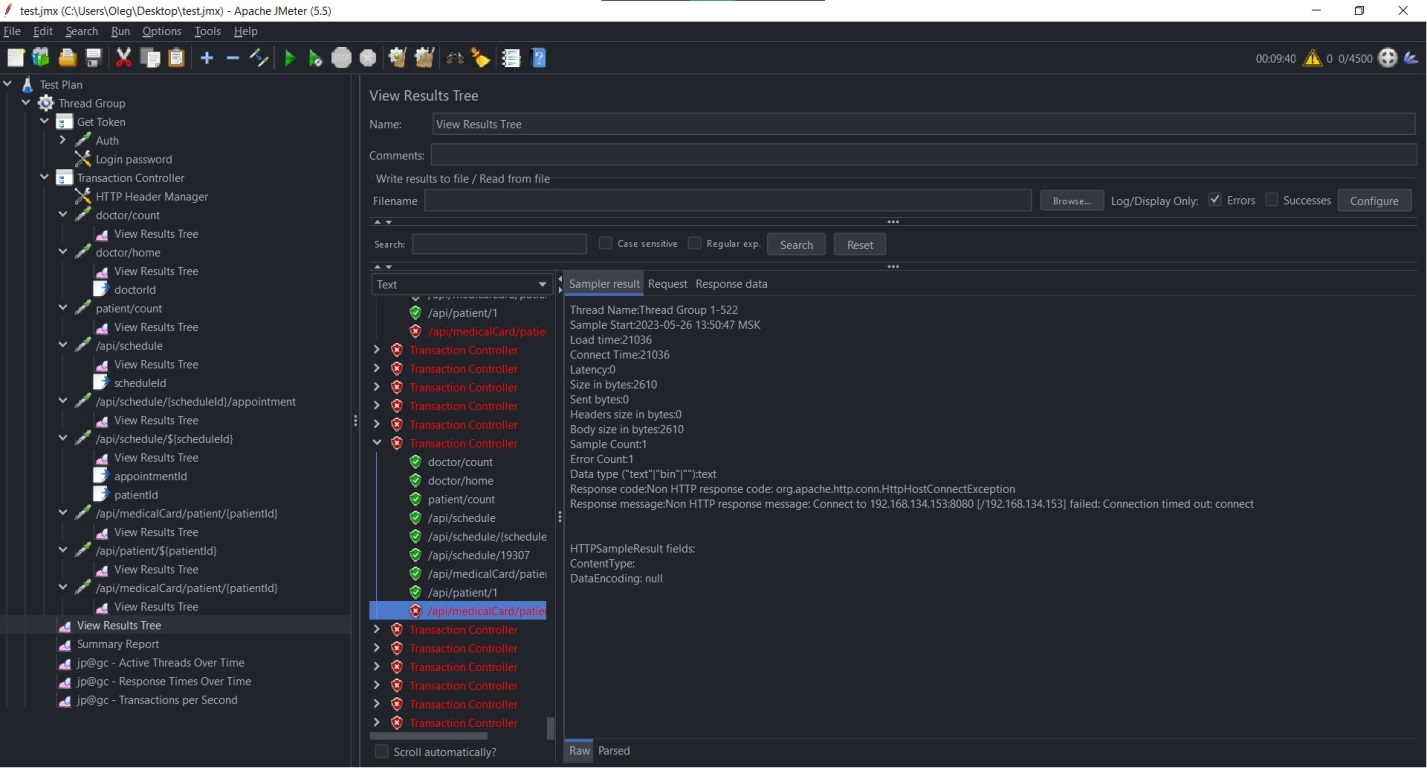 test.jmx (C:\Users\Oleg\Desktop\test.jmx) - Apache JMeter (5.5)
File Edit Search Run Options Tools Help
00:09:40 0 0/4500
Test Plan
Thread Group
Get Token
Auth
Login password
Transaction Controller
HTTP Header Manager
doctor/count
View Results Tree
doctor/home
View Results Tree
doctorId
patient/count
View Results Tree
/api/schedule
View Results Tree
scheduleId
/api/schedule/{scheduleId}/appointment
View Results Tree
/api/schedule/${scheduleId}
View Results Tree
appointmentId
patientId
/api/medicalCard/patient/{patientId}
View Results Tree
/api/patient/${patientId}
View Results Tree
/api/medicalCard/patient/{patientId}
View Results Tree
View Results Tree
Summary Report
jp@gc - Active Threads Over Time
jp@gc - Response Times Over Time
jp@gc - Transactions per Second
View Results Tree
Name: View Results Tree
Comments:
Write results to file / Read from file
Filename Browse... Log/Display Only: Errors Successes Configure
Search: Case sensitive Regular exp. Search Reset
Text
/api/patient/1
/api/medicalCard/patie
Transaction Controller
Transaction Controller
Transaction Controller
Transaction Controller
Transaction Controller
Transaction Controller
doctor/count
doctor/home
patient/count
/api/schedule
/api/schedule/{schedule
/api/schedule/19307
/api/medicalCard/patie
/api/patient/1
/api/medicalCard/patie
Transaction Controller
Transaction Controller
Transaction Controller
Transaction Controller
Transaction Controller
Transaction Controller
Scroll automatically?
Sampler result Request Response data
Thread Name:Thread Group 1-522
Sample Start:2023-05-26 13:50:47 MSK
Load time:21036
Connect Time:21036
Latency:0
Size in bytes:2610
Sent bytes:0
Headers size in bytes:0
Body size in bytes:2610
Sample Count:1
Error Count:1
Data type ("text"|"bin"|""):text
Response code:Non HTTP response code: org.apache.http.conn.HttpHostConnectException
Response message:Non HTTP response message: Connect to 192.168.134.153:8080 [/192.168.134.153] failed: Connection timed out: connect
HTTPSampleResult fields:
ContentType:
DataEncoding: null
Raw Parsed